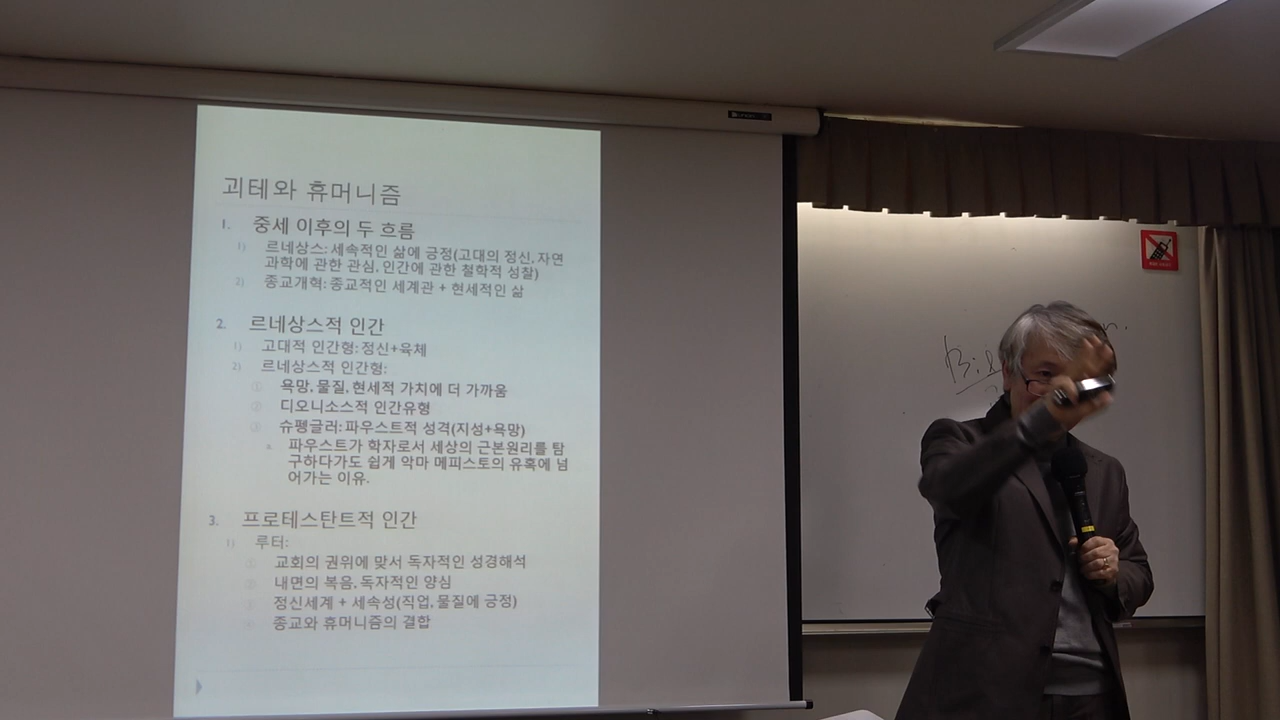 괴테와 휴머니즘
1. 중세 이후의 두 흐름
1) 르네상스: 세속적인 삶에 긍정(고대의 정신, 자연
과학에 관한 관심, 인간에 관한 철학적 성찰)
2) 종교개혁: 종교적인 세계관 + 현세적인 삶
2. 르네상스적 인간
1) 고대적 인간형: 정신+육체
2) 르네상스적 인간형:
① 욕망, 물질, 현세적 가치에 더 가까움
② 디오니소스적 인간유형
③ 슈펭글러: 파우스트적 성격(지성+욕망)
a. 파우스트가 학자로서 세상의 근본원리를 탐
구하다가도 쉽게 악마 메피스토의 유혹에 넘
어가는 이유.
3. 프로테스탄트적 인간
1) 루터:
① 교회의 권위에 맞서 독자적인 성경해석
② 내면의 복음, 독자적인 양심
③ 정신세계 + 세속성(직업, 물질에 긍정)
④ 종교와 휴머니즘의 결합